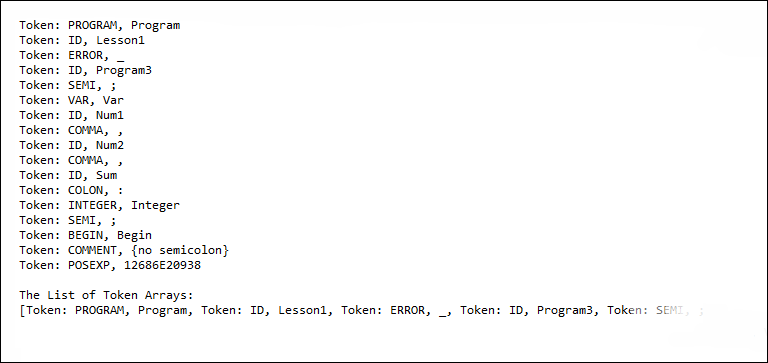 Token: PROGRAM, Program
Token: ID, Lesson1
Token: ERROR, _
Token: ID, Program3
Token: SEMI, ;
Token: VAR, Var
Token: ID, Num1
Token: COMMA, ,
Token: ID, Num2
Token: COMMA, ,
Token: ID, Sum
Token: COLON, :
Token: INTEGER, Integer
Token: SEMI, ;
Token: BEGIN, Begin
Token: COMMENT, {no semicolon}
Token: POSEXP, 12686E20938
The List of Token Arrays:
[Token: PROGRAM, Program, Token: ID, Lesson1, Token: ERROR, _, Token: ID, Program3, Token: SEMI, ;